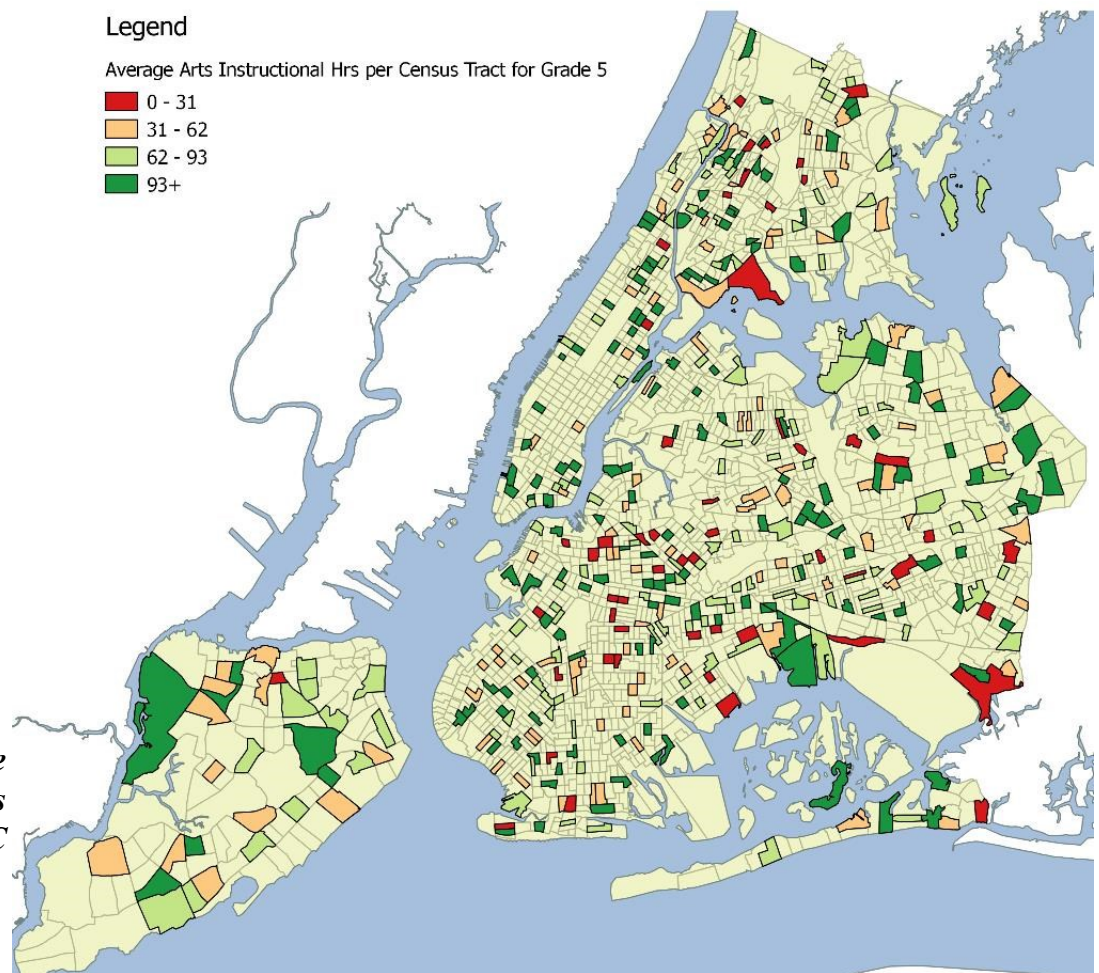 Legend
Average Arts Instructional Hrs per Census Tract for Grade 5
0 - 31
31 - 62
62 - 93
93+
e
s
C